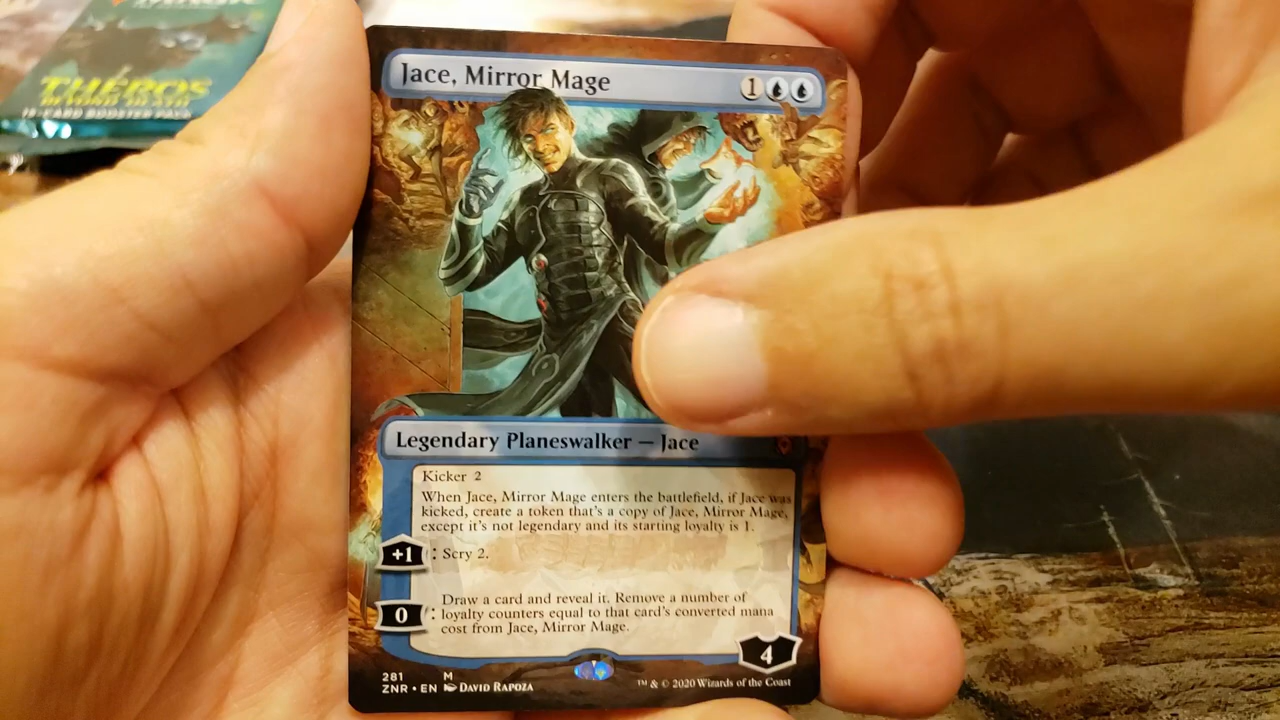 THEROS
BEYOND DEATH
15-CARD BOOSTER PACK
Jace, Mirror Mage 1
Legendary Planeswalker — Jace
Kicker 2
When Jace, Mirror Mage enters the battlefield, if Jace was
kicked, create a token that's a copy of Jace, Mirror Mage,
except it's not legendary and its starting loyalty is 1.
+1 : Scry 2.
Draw a card and reveal it. Remove a number of
0 : loyalty counters equal to that card's converted mana
cost from Jace, Mirror Mage.
4
281 M
ZNR • EN DAVID RAPOZA
™ & © 2020 Wizards of the Coast